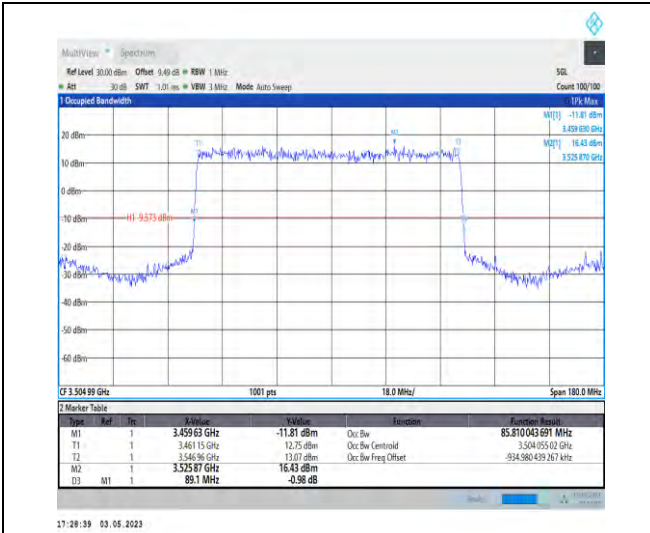 MultiView Spectrum
Ref Level 30.00 dBm Offset 9.49 dB RBW 1 MHz SGL
Att 30 dB SWT 1.01 ms VBW 3 MHz Mode Auto Sweep Count 100/100
1 Occupied Bandwidth 1Pk Max
M1[1] -11.81 dBm
3.459 630 GHz
M2[1] 16.43 dBm
3.525 870 GHz
20 dBm
10 dBm
0 dBm
-10 dBm H1 -9.573 dBm
-20 dBm
-30 dBm
-40 dBm
-50 dBm
-60 dBm
T1
M2
T2
M1
CF 3.504 99 GHz 1001 pts 18.0 MHz/ Span 180.0 MHz
2 Marker Table
Type Ref Trc X-Value Y-Value Function Function Result
M1 1 3.459 63 GHz -11.81 dBm Occ Bw 85.810 043 691 MHz
T1 1 3.461 15 GHz 12.75 dBm Occ Bw Centroid 3.504 055 02 GHz
T2 1 3.546 96 GHz 13.07 dBm Occ Bw Freq Offset -934.980 439 267 kHz
M2 1 3.525 87 GHz 16.43 dBm
D3 M1 1 89.1 MHz -0.98 dB
17:28:39 03.05.2023